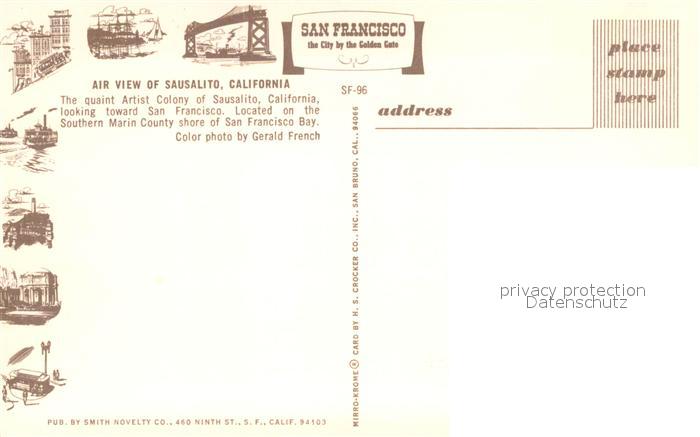 SAN FRANCISCO
the City by the Golden Gate
place
stamp
here
AIR VIEW OF SAUSALITO, CALIFORNIA
The quaint Artist Colony of Sausalito, California,
looking toward San Francisco. Located on the
Southern Marin County shore of San Francisco Bay.
Color photo by Gerald French
SF-96
address
MIRRO-KROME® CARD BY H. S. CROCKER CO., INC., SAN BRUNO, CAL., 94066
privacy protection
Datenschutz
PUB. BY SMITH NOVELTY CO., 460 NINTH ST., S. F., CALIF. 94103